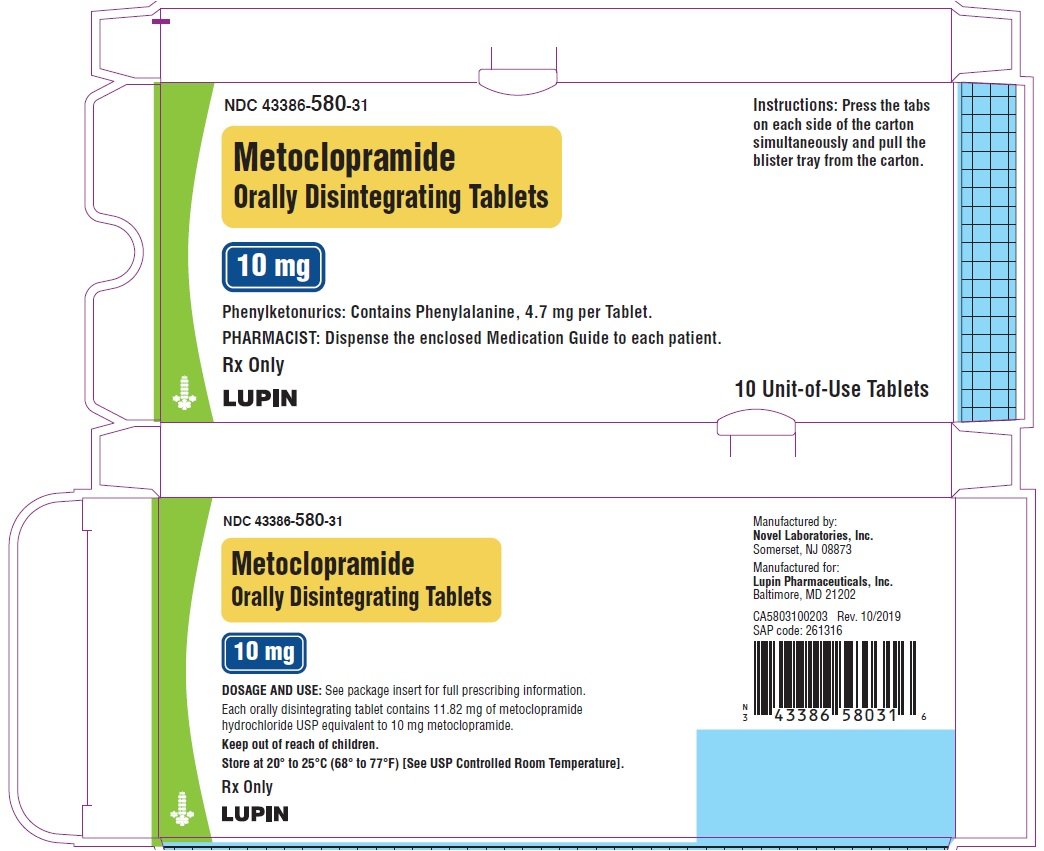 NDC 43386-580-31
Metoclopramide
Orally Disintegrating Tablets
10 mg
Phenylketonurics: Contains Phenylalanine, 4.7 mg per Tablet.
PHARMACIST: Dispense the enclosed Medication Guide to each patient.
Rx Only
LUPIN
Instructions: Press the tabs
on each side of the carton
simultaneously and pull the
blister tray from the carton.
10 Unit-of-Use Tablets
NDC 43386-580-31
Metoclopramide
Orally Disintegrating Tablets
10 mg
DOSAGE AND USE: See package insert for full prescribing information.
Each orally disintegrating tablet contains 11.82 mg of metoclopramide
hydrochloride USP equivalent to 10 mg metoclopramide.
Keep out of reach of children.
Store at 20° to 25°C (68° to 77°F) [See USP Controlled Room Temperature].
Rx Only
LUPIN
Manufactured by:
Novel Laboratories, Inc.
Somerset, NJ 08873
Manufactured for:
Lupin Pharmaceuticals, Inc.
Baltimore, MD 21202
CA5803100203 Rev. 10/2019
SAP code: 261316
N
3 43386 58031 6